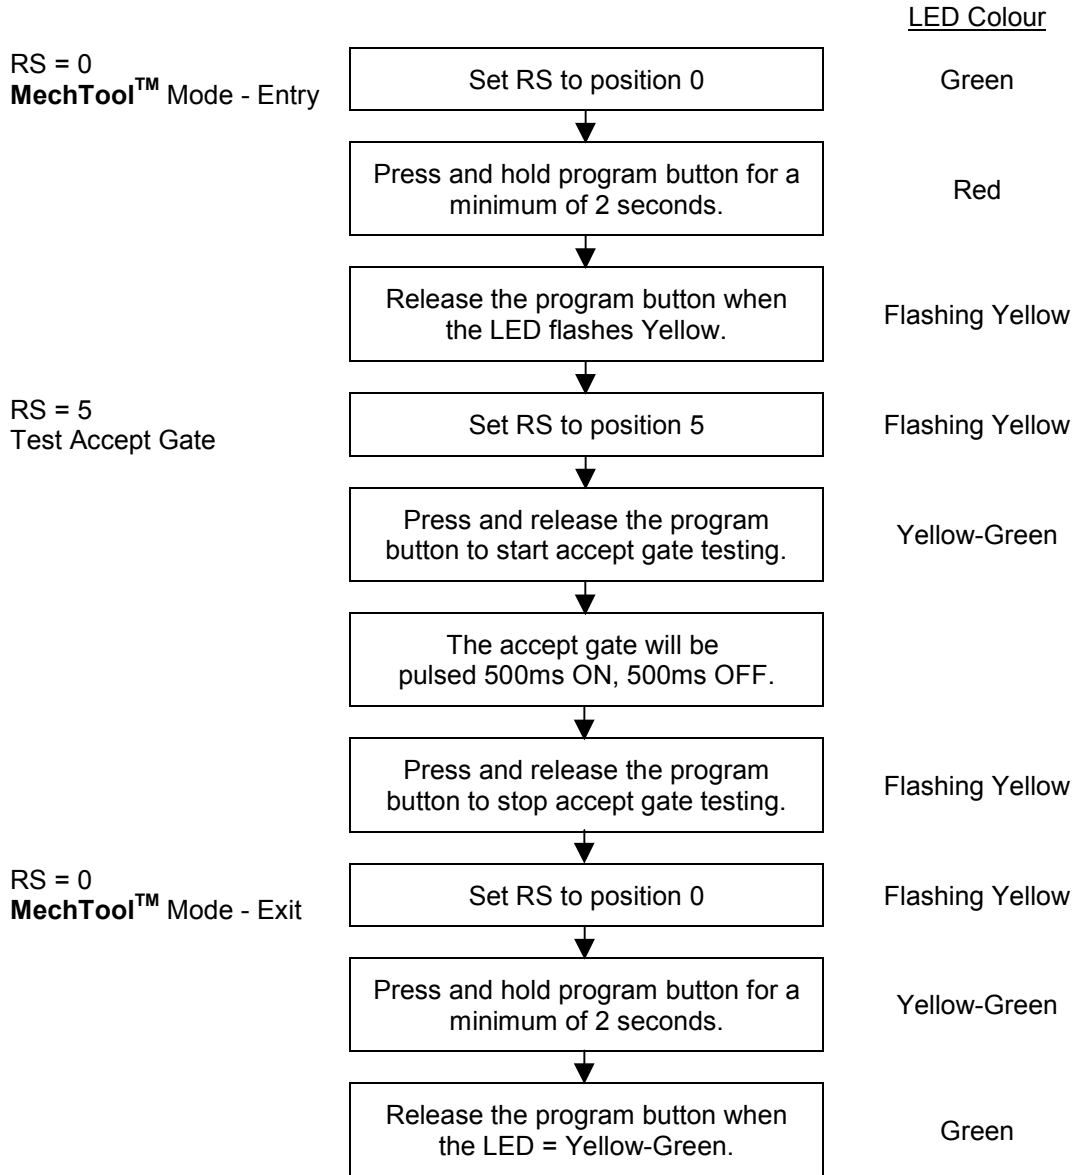 LED Colour
RS = 0
MechTool™ Mode - Entry
Set RS to position 0
Green
Press and hold program button for a
minimum of 2 seconds.
Red
Release the program button when
the LED flashes Yellow.
Flashing Yellow
RS = 5
Test Accept Gate
Set RS to position 5
Flashing Yellow
Press and release the program
button to start accept gate testing.
Yellow-Green
The accept gate will be
pulsed 500ms ON, 500ms OFF.
Press and release the program
button to stop accept gate testing.
Flashing Yellow
RS = 0
MechTool™ Mode - Exit
Set RS to position 0
Flashing Yellow
Press and hold program button for a
minimum of 2 seconds.
Yellow-Green
Release the program button when
the LED = Yellow-Green.
Green